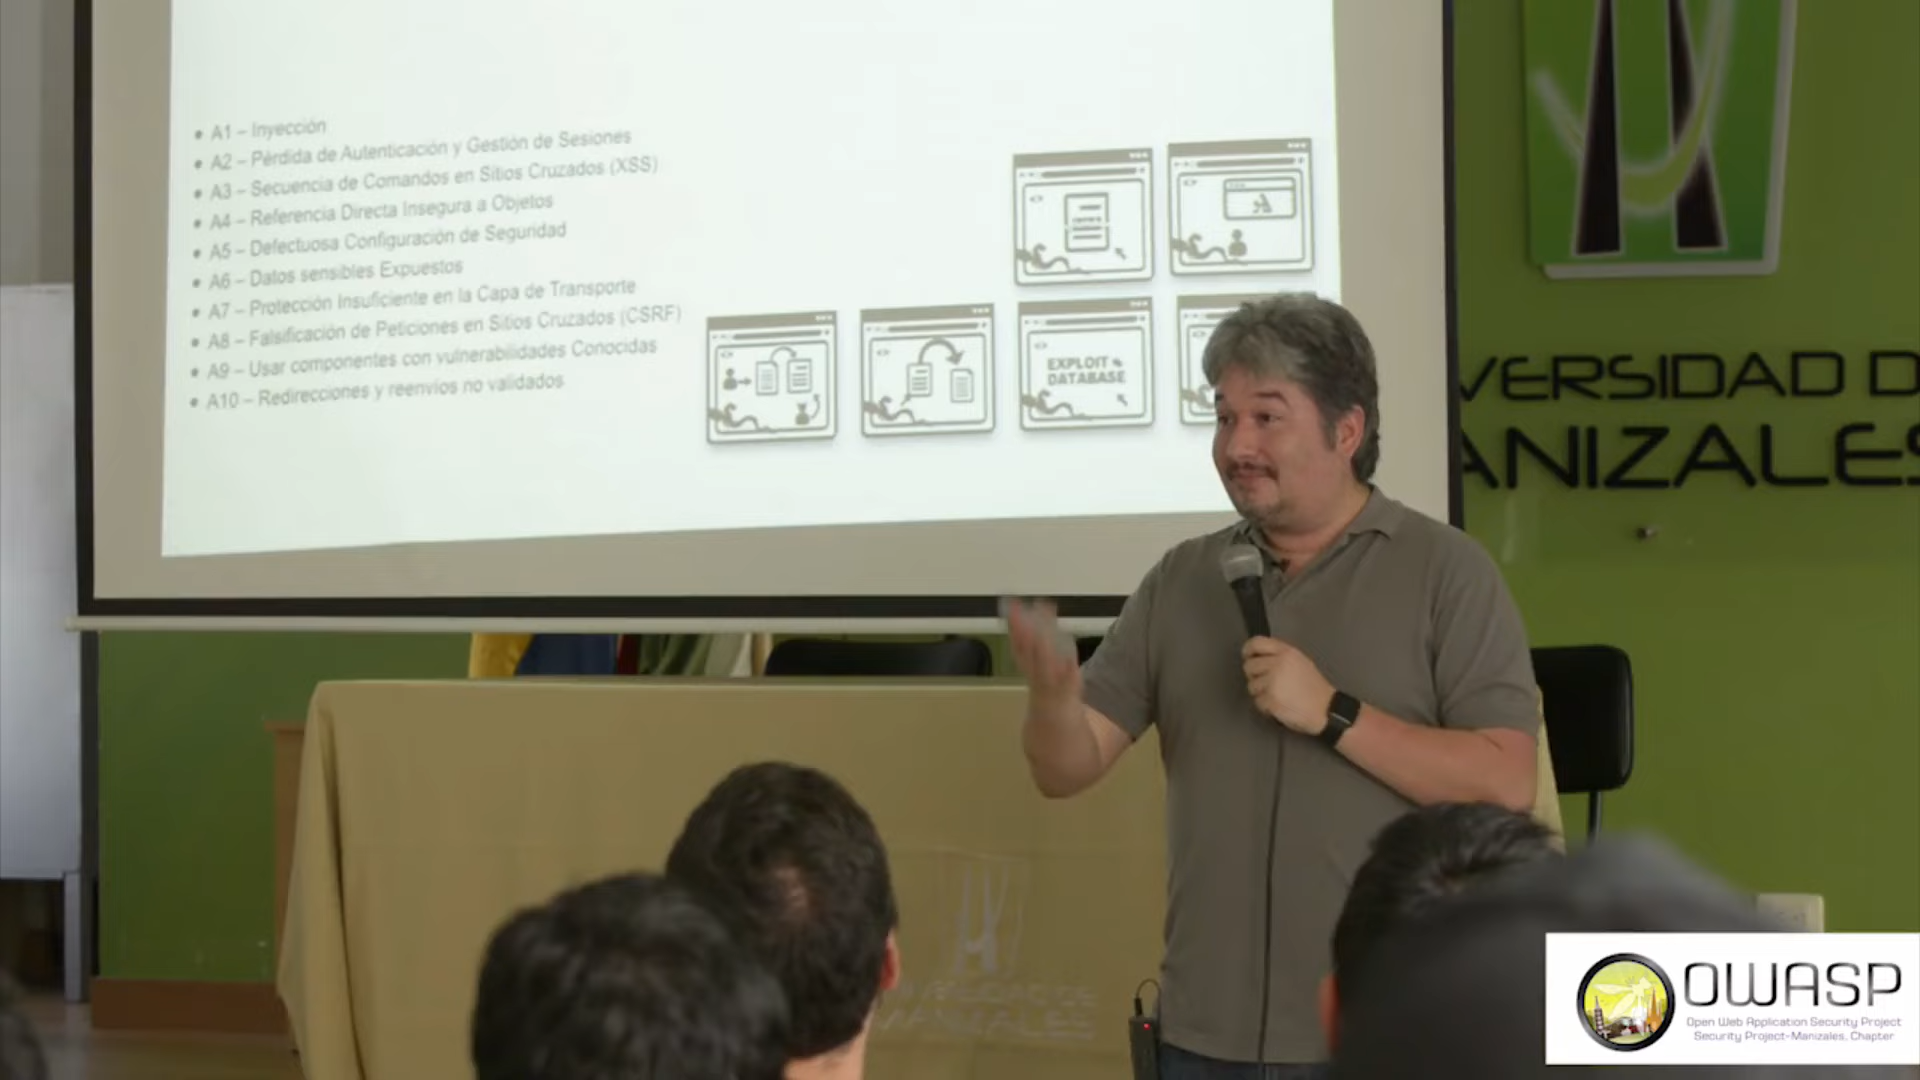 A1 – Inyección
A2 – Pérdida de Autenticación y Gestión de Sesiones
A3 – Secuencia de Comandos en Sitios Cruzados (XSS)
A4 – Referencia Directa Insegura a Objetos
A5 – Defectuosa Configuración de Seguridad
A6 – Datos sensibles Expuestos
A7 – Protección Insuficiente en la Capa de Transporte
A8 – Falsificación de Peticiones en Sitios Cruzados (CSRF)
A9 – Usar componentes con vulnerabilidades Conocidas
A10 – Redirecciones y reenvíos no validados
EXPLOIT
DATABASE
VERSIDAD D
ANIZALES
MANIZALES
OWASP
Open Web Application Security Project
Security Project-Manizales, Chapter